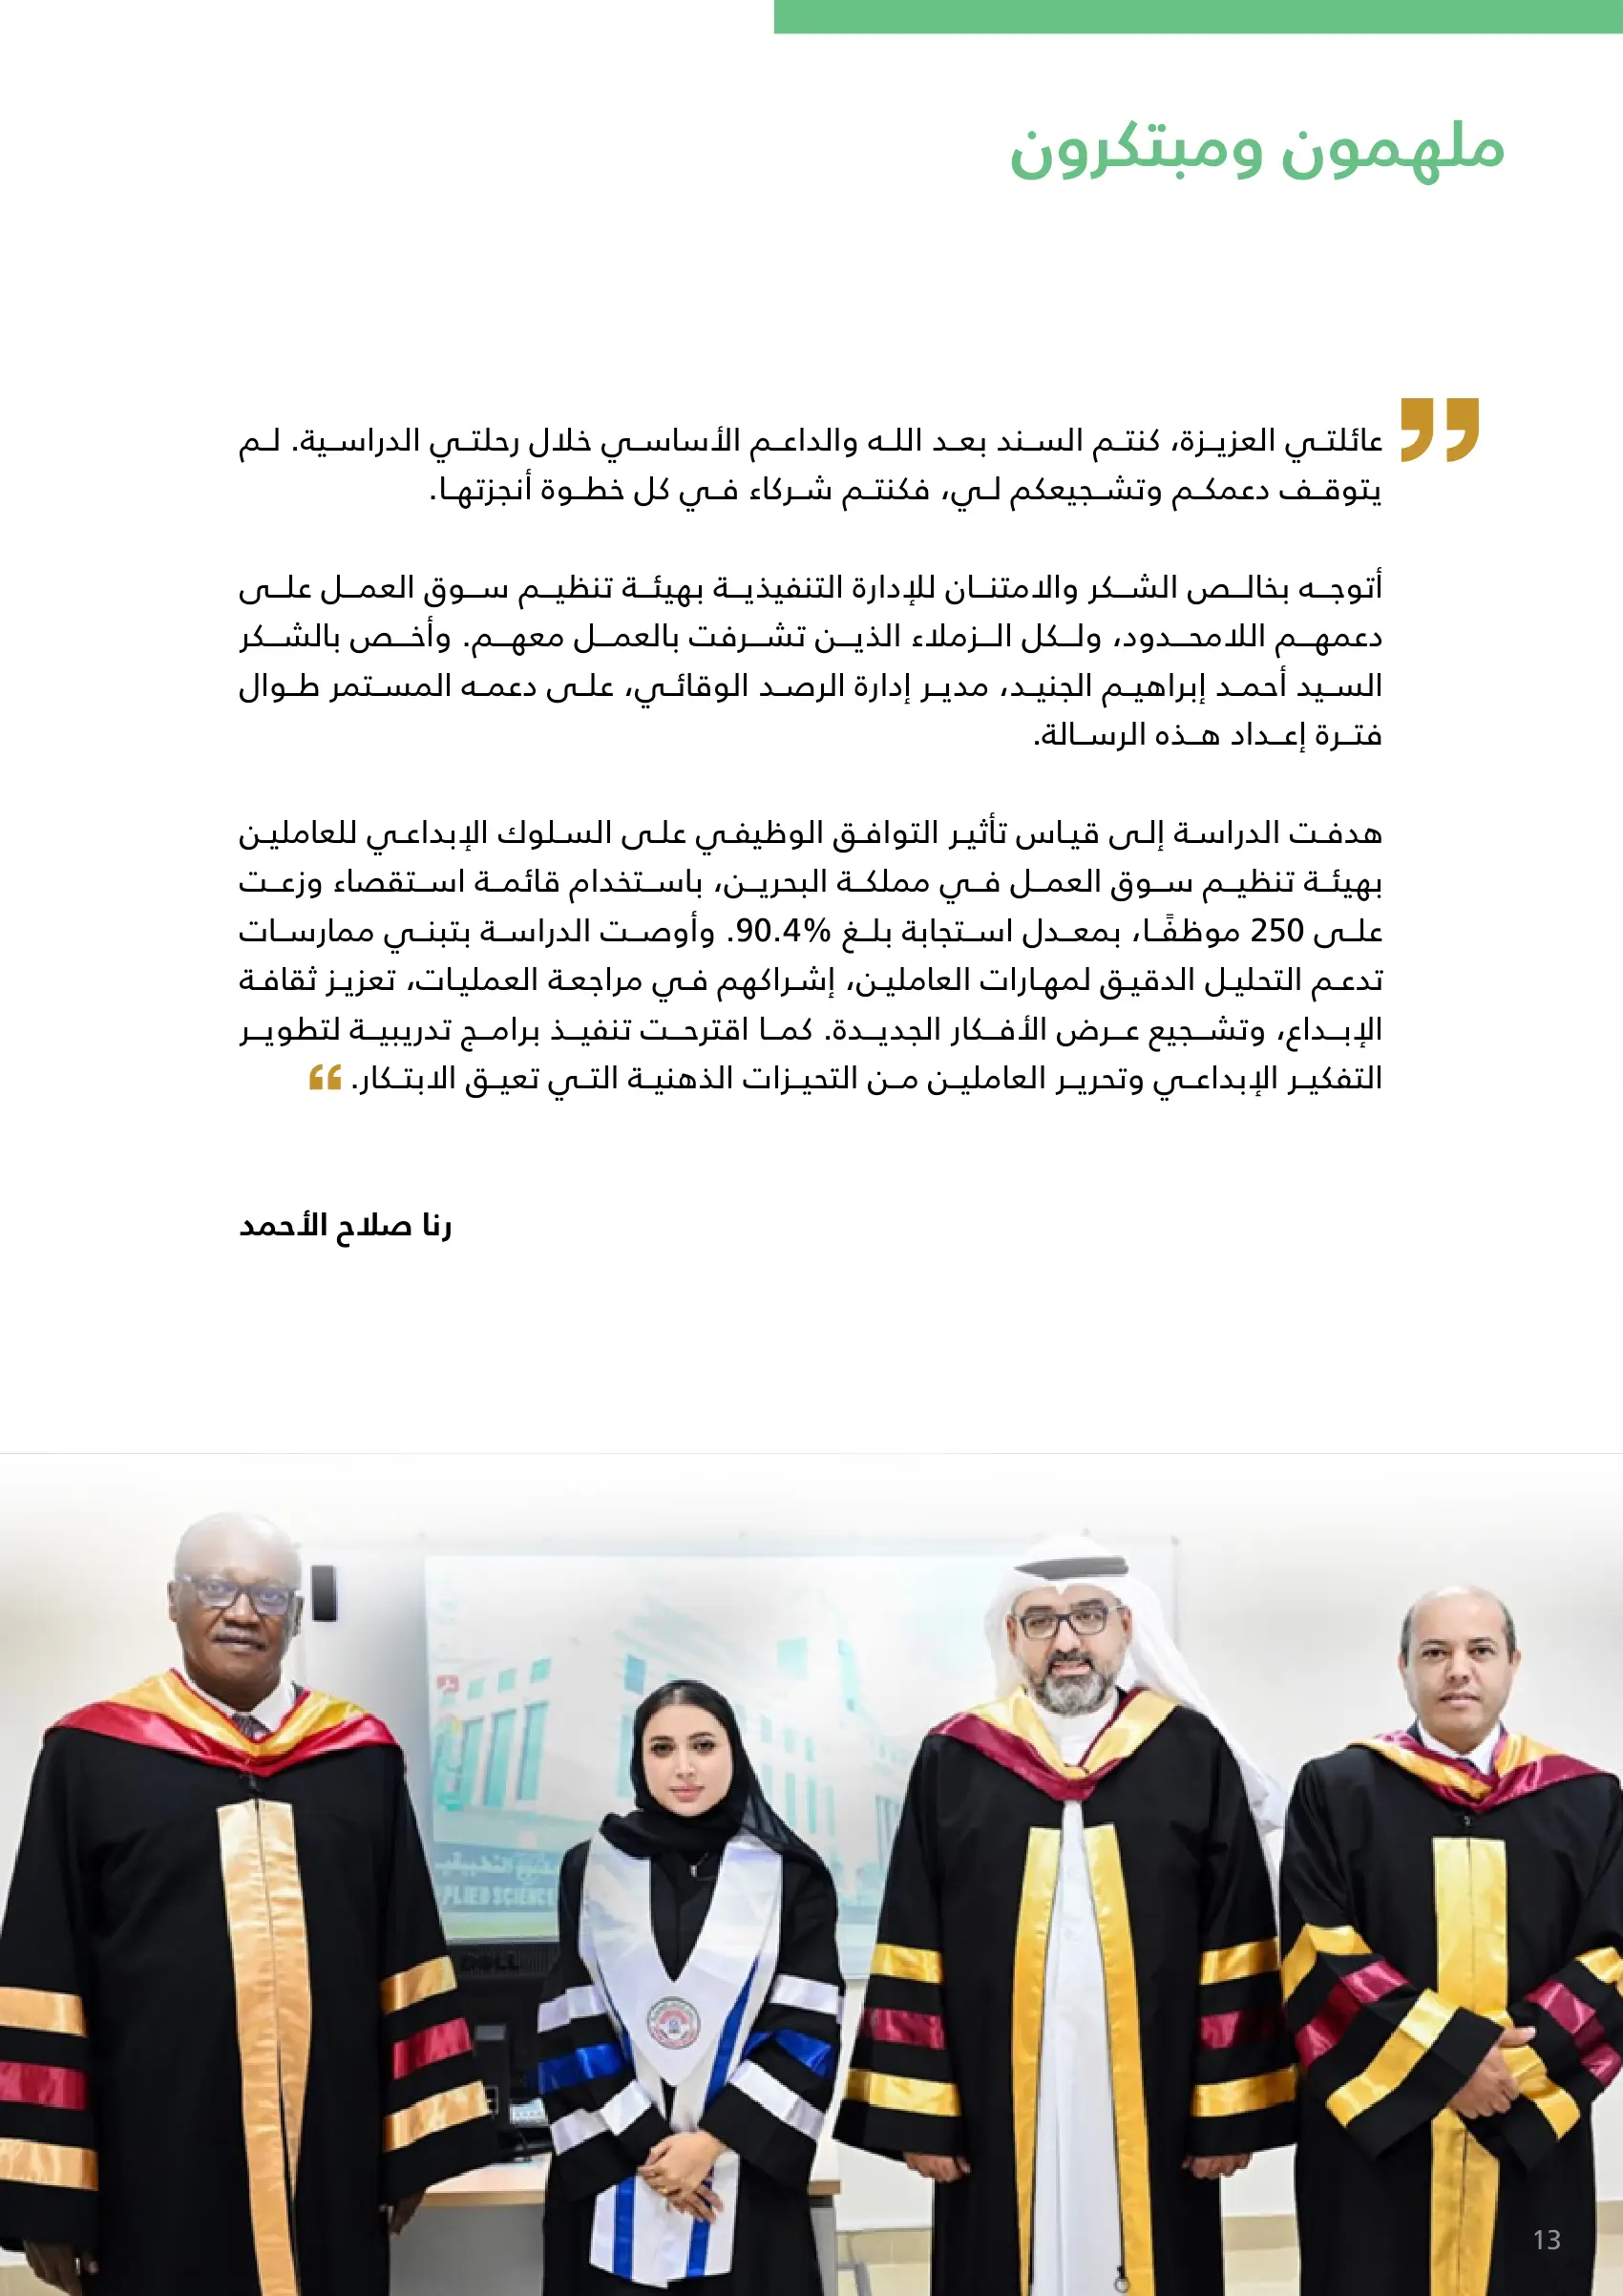 ملهمون ومبتكرون
” عائلتي العزيزة، كنتم السند بعد الله والداعم الأساسي خلال رحلتي الدراسية. لم
يتوقف دعمكم وتشجيعكم لي، فكنتم شركاء في كل خطوة أنجزتها.
أتوجه بخالص الشكر والامتنان للإدارة التنفيذية بهيئة تنظيم سوق العمل على
دعمهم اللامحدود، ولكل الزملاء الذين تشرفت بالعمل معهم. وأخص بالشكر
السيد أحمد إبراهيم الجنيد، مدير إدارة الرصد الوقائي، على دعمه المستمر طوال
فترة إعداد هذه الرسالة.
هدفت الدراسة إلى قياس تأثير التوافق الوظيفي على السلوك الإبداعي للعاملين
بهيئة تنظيم سوق العمل في مملكة البحرين، باستخدام قائمة استقصاء وزعت
على 250 موظفًا، بمعدل استجابة بلغ %90.4. وأوصت الدراسة بتبني ممارسات
تدعم التحليل الدقيق لمهارات العاملين، إشراكهم في مراجعة العمليات، تعزيز ثقافة
الإبداع، وتشجيع عرض الأفكار الجديدة. كما اقترحت تنفيذ برامج تدريبية لتطوير
التفكير الإبداعي وتحرير العاملين من التحيزات الذهنية التي تعيق الابتكار. “
رنا صلاح الأحمد
التطبيقي
PLIED SCIENCE
DELL
13